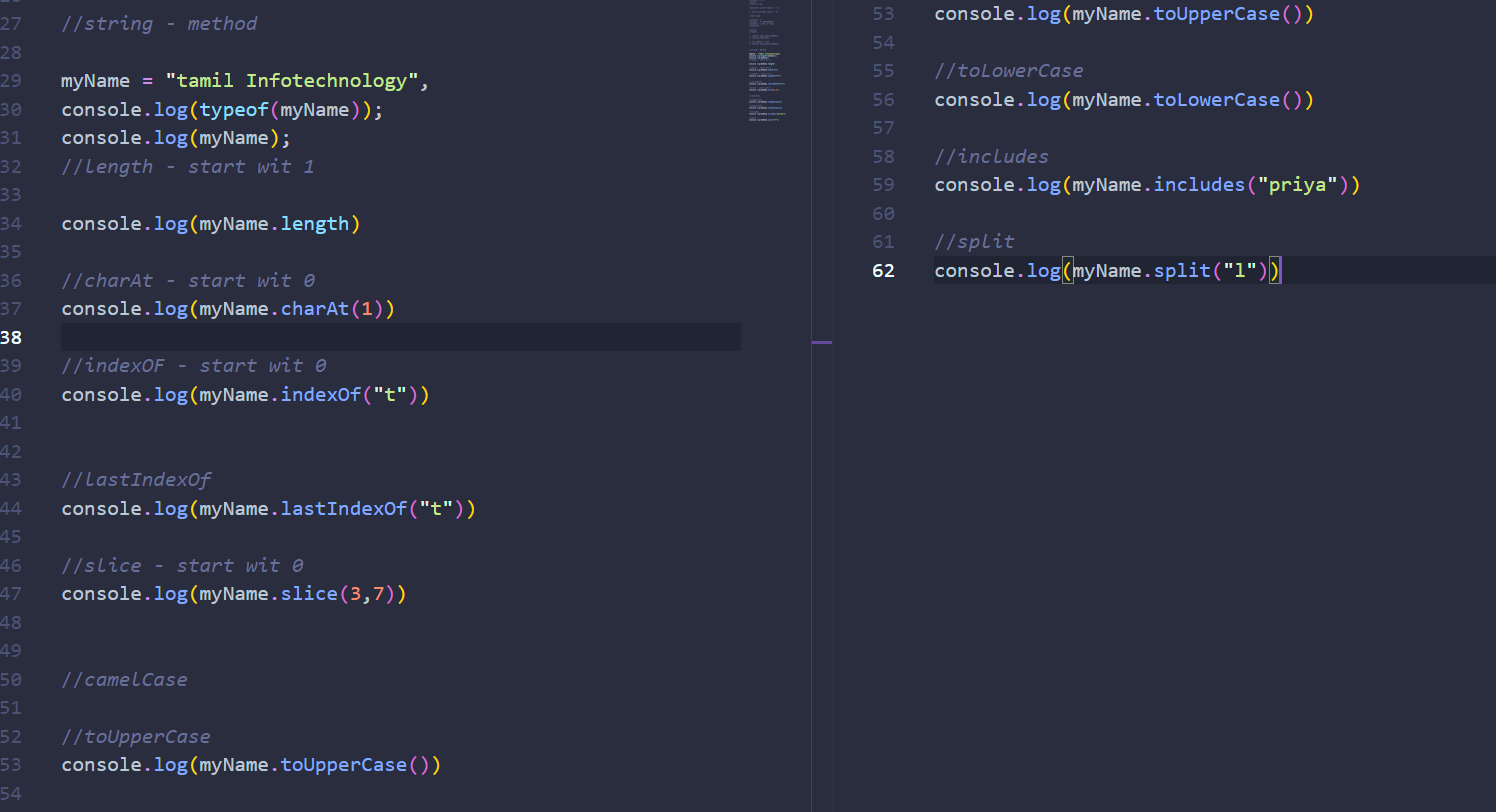 27 //string - method
28
29 myName = "tamil Infotechnology",
30 console.log(typeof(myName));
31 console.log(myName);
32 //length - start wit 1
33
34 console.log(myName.length)
35
36 //charAt - start wit 0
37 console.log(myName.charAt(1))
38
39 //indexOF - start wit 0
40 console.log(myName.indexOf("t"))
41
42
43 //lastIndexOf
44 console.log(myName.lastIndexOf("t"))
45
46 //slice - start wit 0
47 console.log(myName.slice(3,7))
48
49
50 //camelCase
51
52 //toUpperCase
53 console.log(myName.toUpperCase())
54
53 console.log(myName.toUpperCase())
54
55 //toLowerCase
56 console.log(myName.toLowerCase())
57
58 //includes
59 console.log(myName.includes("priya"))
60
61 //split
62 console.log(myName.split("l"))